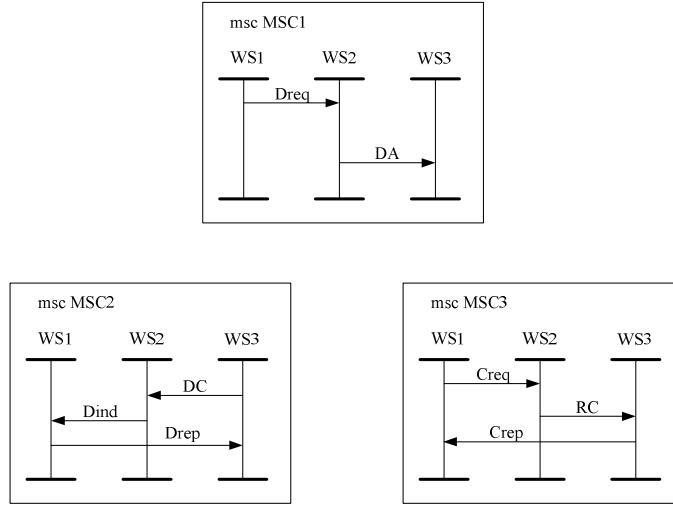 msc MSC1
WS1 WS2 WS3
Dreq
DA
msc MSC2
WS1 WS2 WS3
DC
Dind
Drep
msc MSC3
WS1 WS2 WS3
Creq
RC
Crep